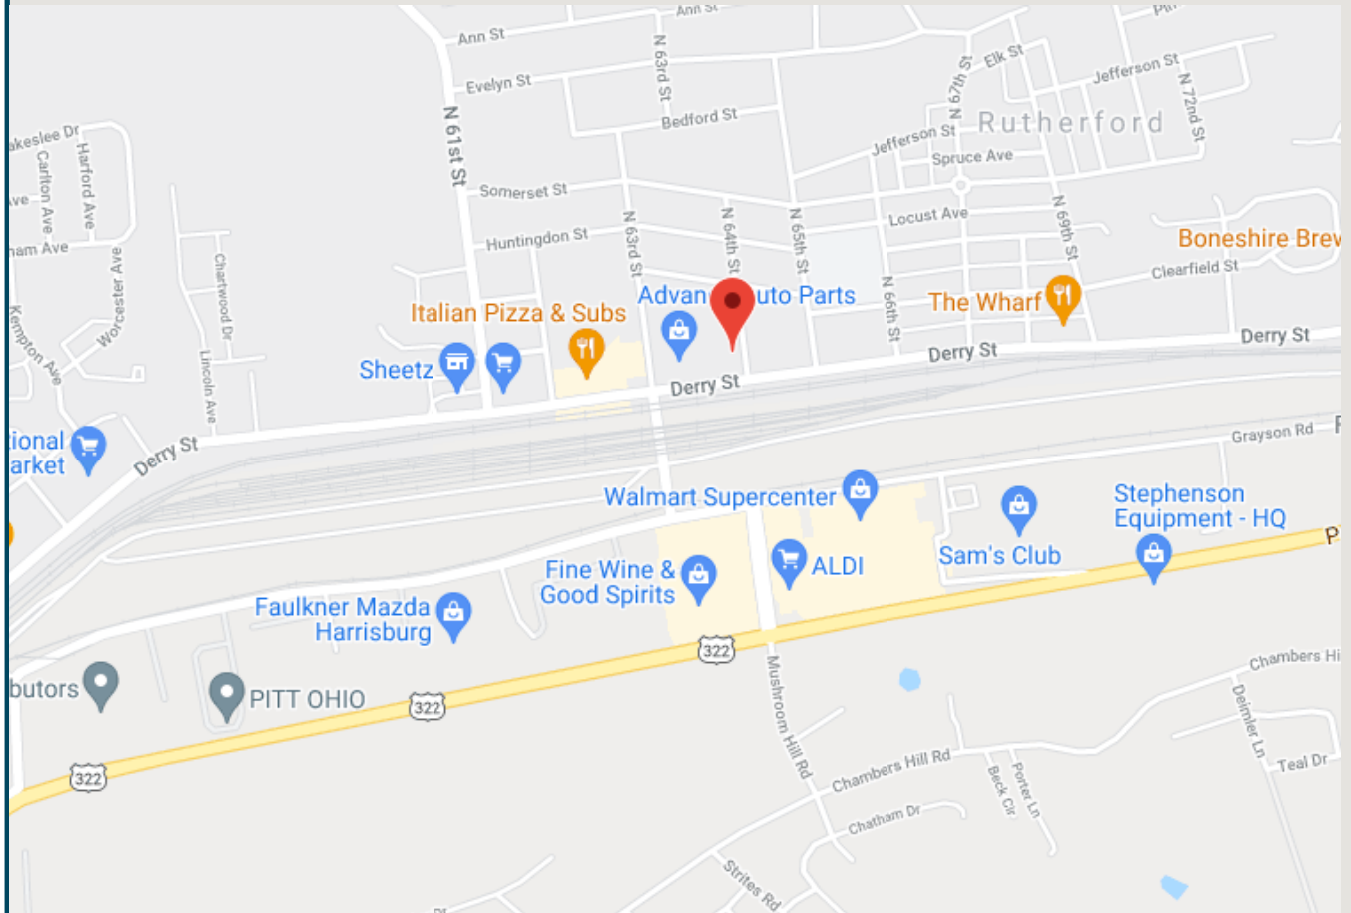 Ann St
Ann St
Evelyn St
N 63rd St
Elk St
Jefferson St
N 67th St
N 72nd St
Bedford St
N 61st St
Rutherford
Jefferson St
Spruce Ave
akeslee Dr
Carlton Ave
Harford Ave
Somerset St
ve
Locust Ave
N 63rd St
N 64th St
N 65th St
N 69th St
Huntingdon St
ham Ave
Worcester Ave
Chartwood Dr
Boneshire Brew
Clearfield St
N 66th St
Italian Pizza & Subs
The Wharf
Kempton Ave
Sheetz
Lincoln Ave
Derry St
Derry St
Derry St
Derry St
tional
arket
Grayson Rd
Walmart Supercenter
Stephenson
Equipment - HQ
Sam's Club
ALDI
Fine Wine &
Good Spirits
Faulkner Mazda
Harrisburg
322
322
322
butors
PITT OHIO
Mushroom Hill Rd
Chambers Hi
Deimler Ln
Teal Dr
Chambers Hill Rd
Beck Cir
Porter Ln
Chatham Dr
Strites Rd
Dr
Auto Parts